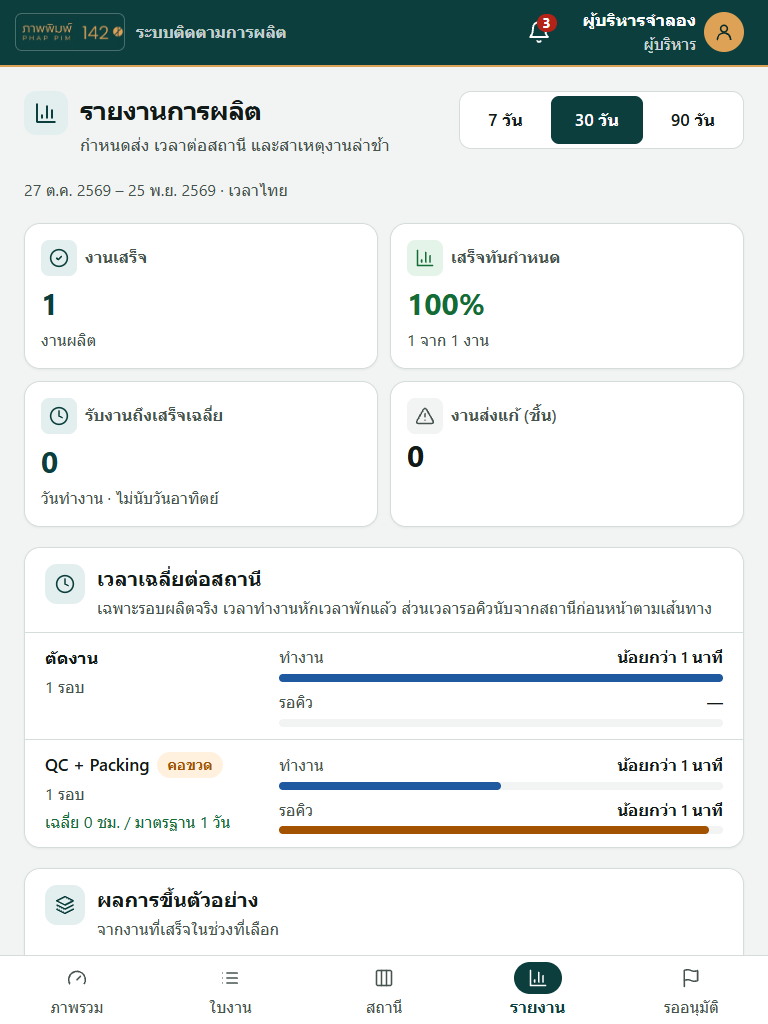 ภาพพิมพ์
PHAP PIM
142
ระบบติดตามการผลิต
3
ผู้บริหารจำลอง
ผู้บริหาร
รายงานการผลิต
กำหนดส่ง เวลาต่อสถานี และสาเหตุงานล่าช้า
7 วัน
30 วัน
90 วัน
27 ต.ค. 2569 – 25 พ.ย. 2569 · เวลาไทย
งานเสร็จ
1
งานผลิต
เสร็จทันกำหนด
100%
1 จาก 1 งาน
รับงานถึงเสร็จเฉลี่ย
0
วันทำงาน · ไม่นับวันอาทิตย์
งานส่งแก้ (ชิ้น)
0
เวลาเฉลี่ยต่อสถานี
เฉพาะรอบผลิตจริง เวลาทำงานหักเวลาพักแล้ว ส่วนเวลารอคิวนับจากสถานีก่อนหน้าตามเส้นทาง
ตัดงาน
1 รอบ
ทำงาน
น้อยกว่า 1 นาที
รอคิว
—
QC + Packing
คอขวด
1 รอบ
เฉลี่ย 0 ชม. / มาตรฐาน 1 วัน
ทำงาน
น้อยกว่า 1 นาที
รอคิว
น้อยกว่า 1 นาที
ผลการขึ้นตัวอย่าง
จากงานที่เสร็จในช่วงที่เลือก
ภาพรวม
ใบงาน
สถานี
รายงาน
รออนุมัติ